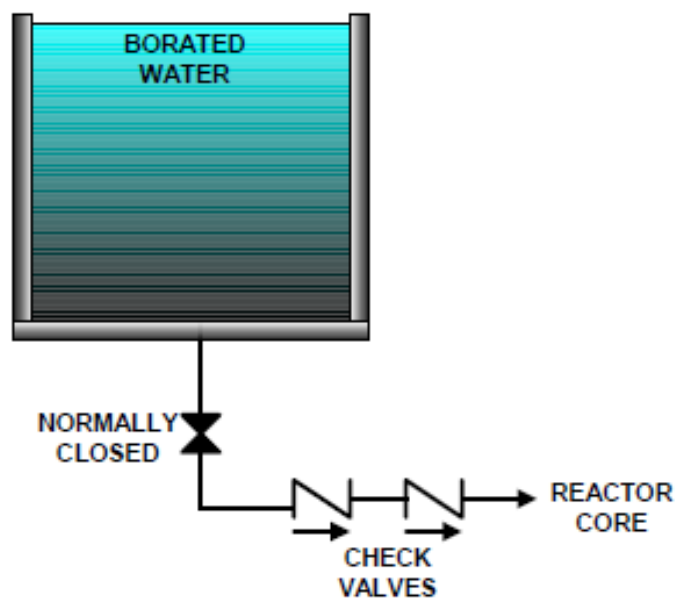 BORATED
WATER
NORMALLY
CLOSED
REACTOR
CORE
CHECK
VALVES